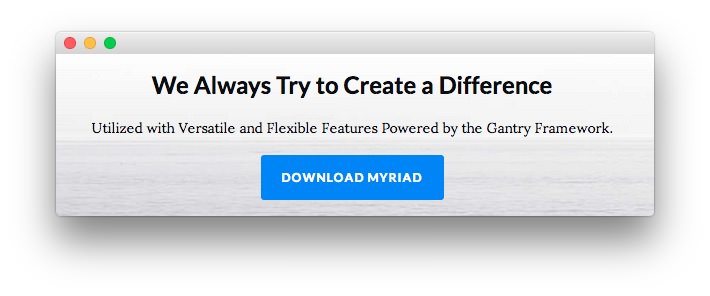 We Always Try to Create a Difference
Utilized with Versatile and Flexible Features Powered by the Gantry Framework.
DOWNLOAD MYRIAD